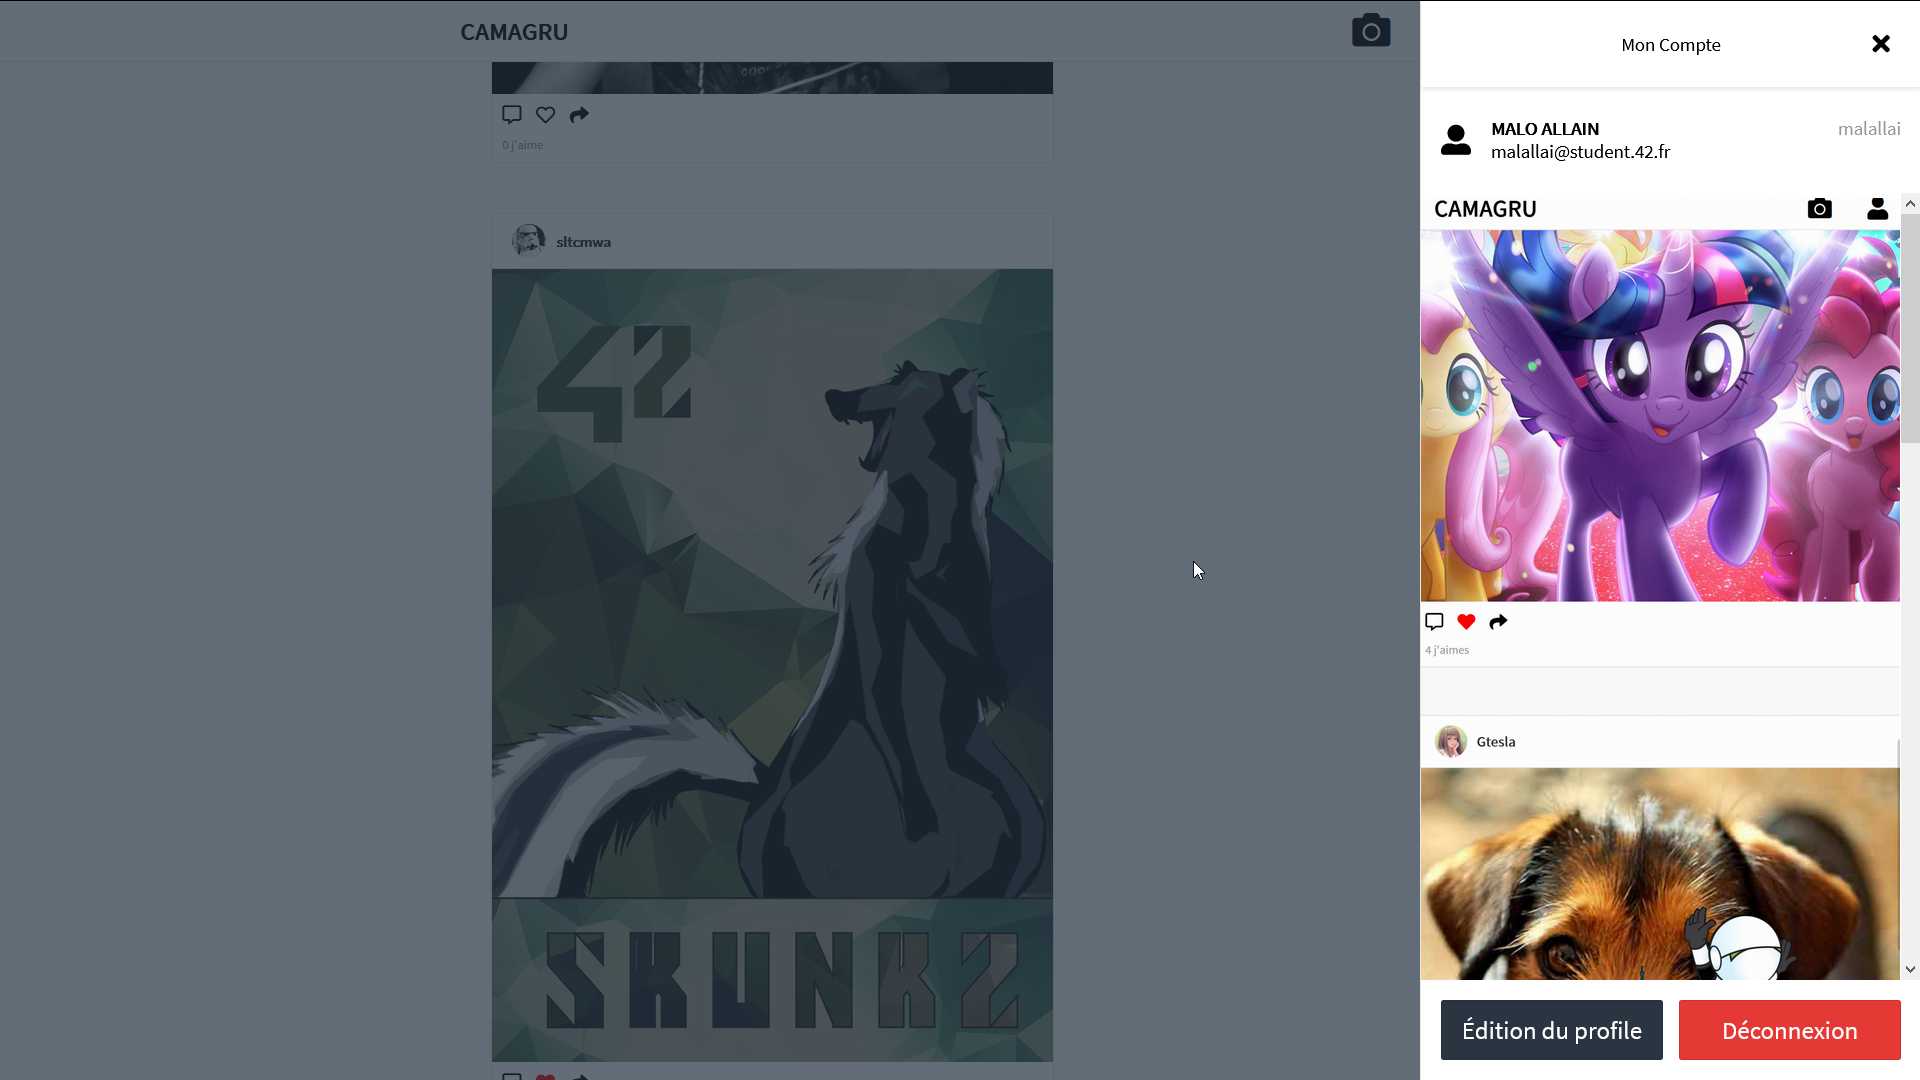 CAMAGRU
0 j'aime
sltcmwa
42
SKUNKZ
Mon Compte
MALO ALLAIN
malallai
malallai@student.42.fr
CAMAGRU
4 j'aimes
Gtesla
Édition du profile
Déconnexion